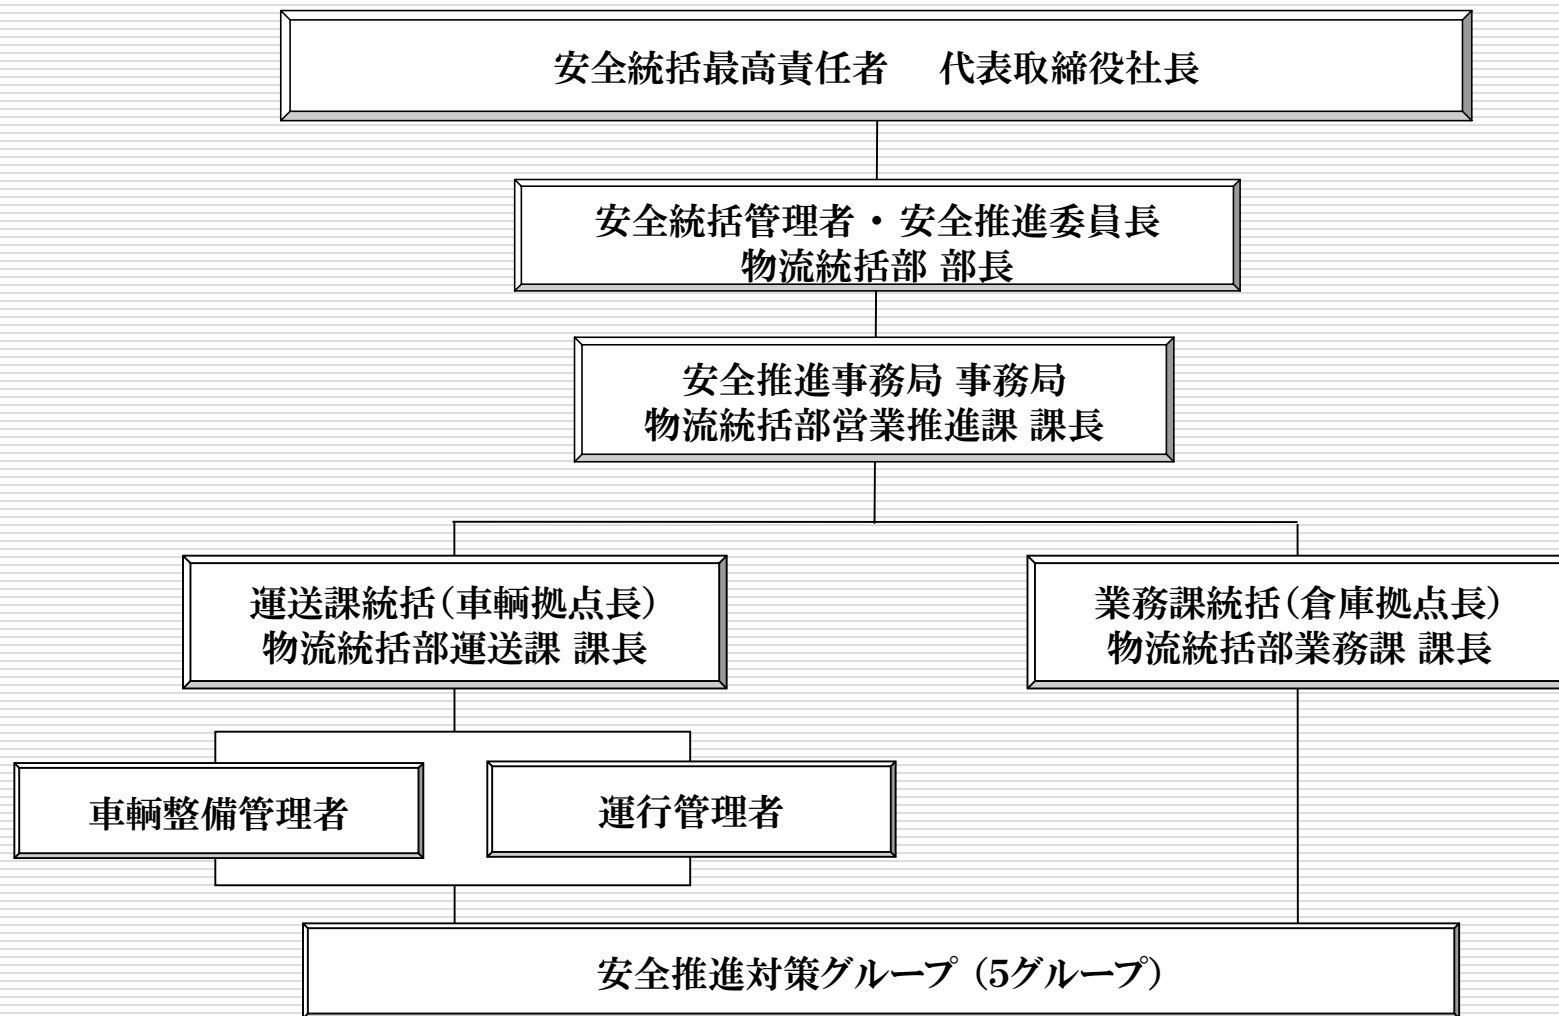 安全統括最高責任者　代表取締役社長
安全統括管理者・安全推進委員長
物流統括部 部長
安全推進事務局 事務局
物流統括部営業推進課 課長
運送課統括（車輌拠点長）
物流統括部運送課 課長
業務課統括（倉庫拠点長）
物流統括部業務課 課長
車輌整備管理者
運行管理者
安全推進対策グループ（5グループ）